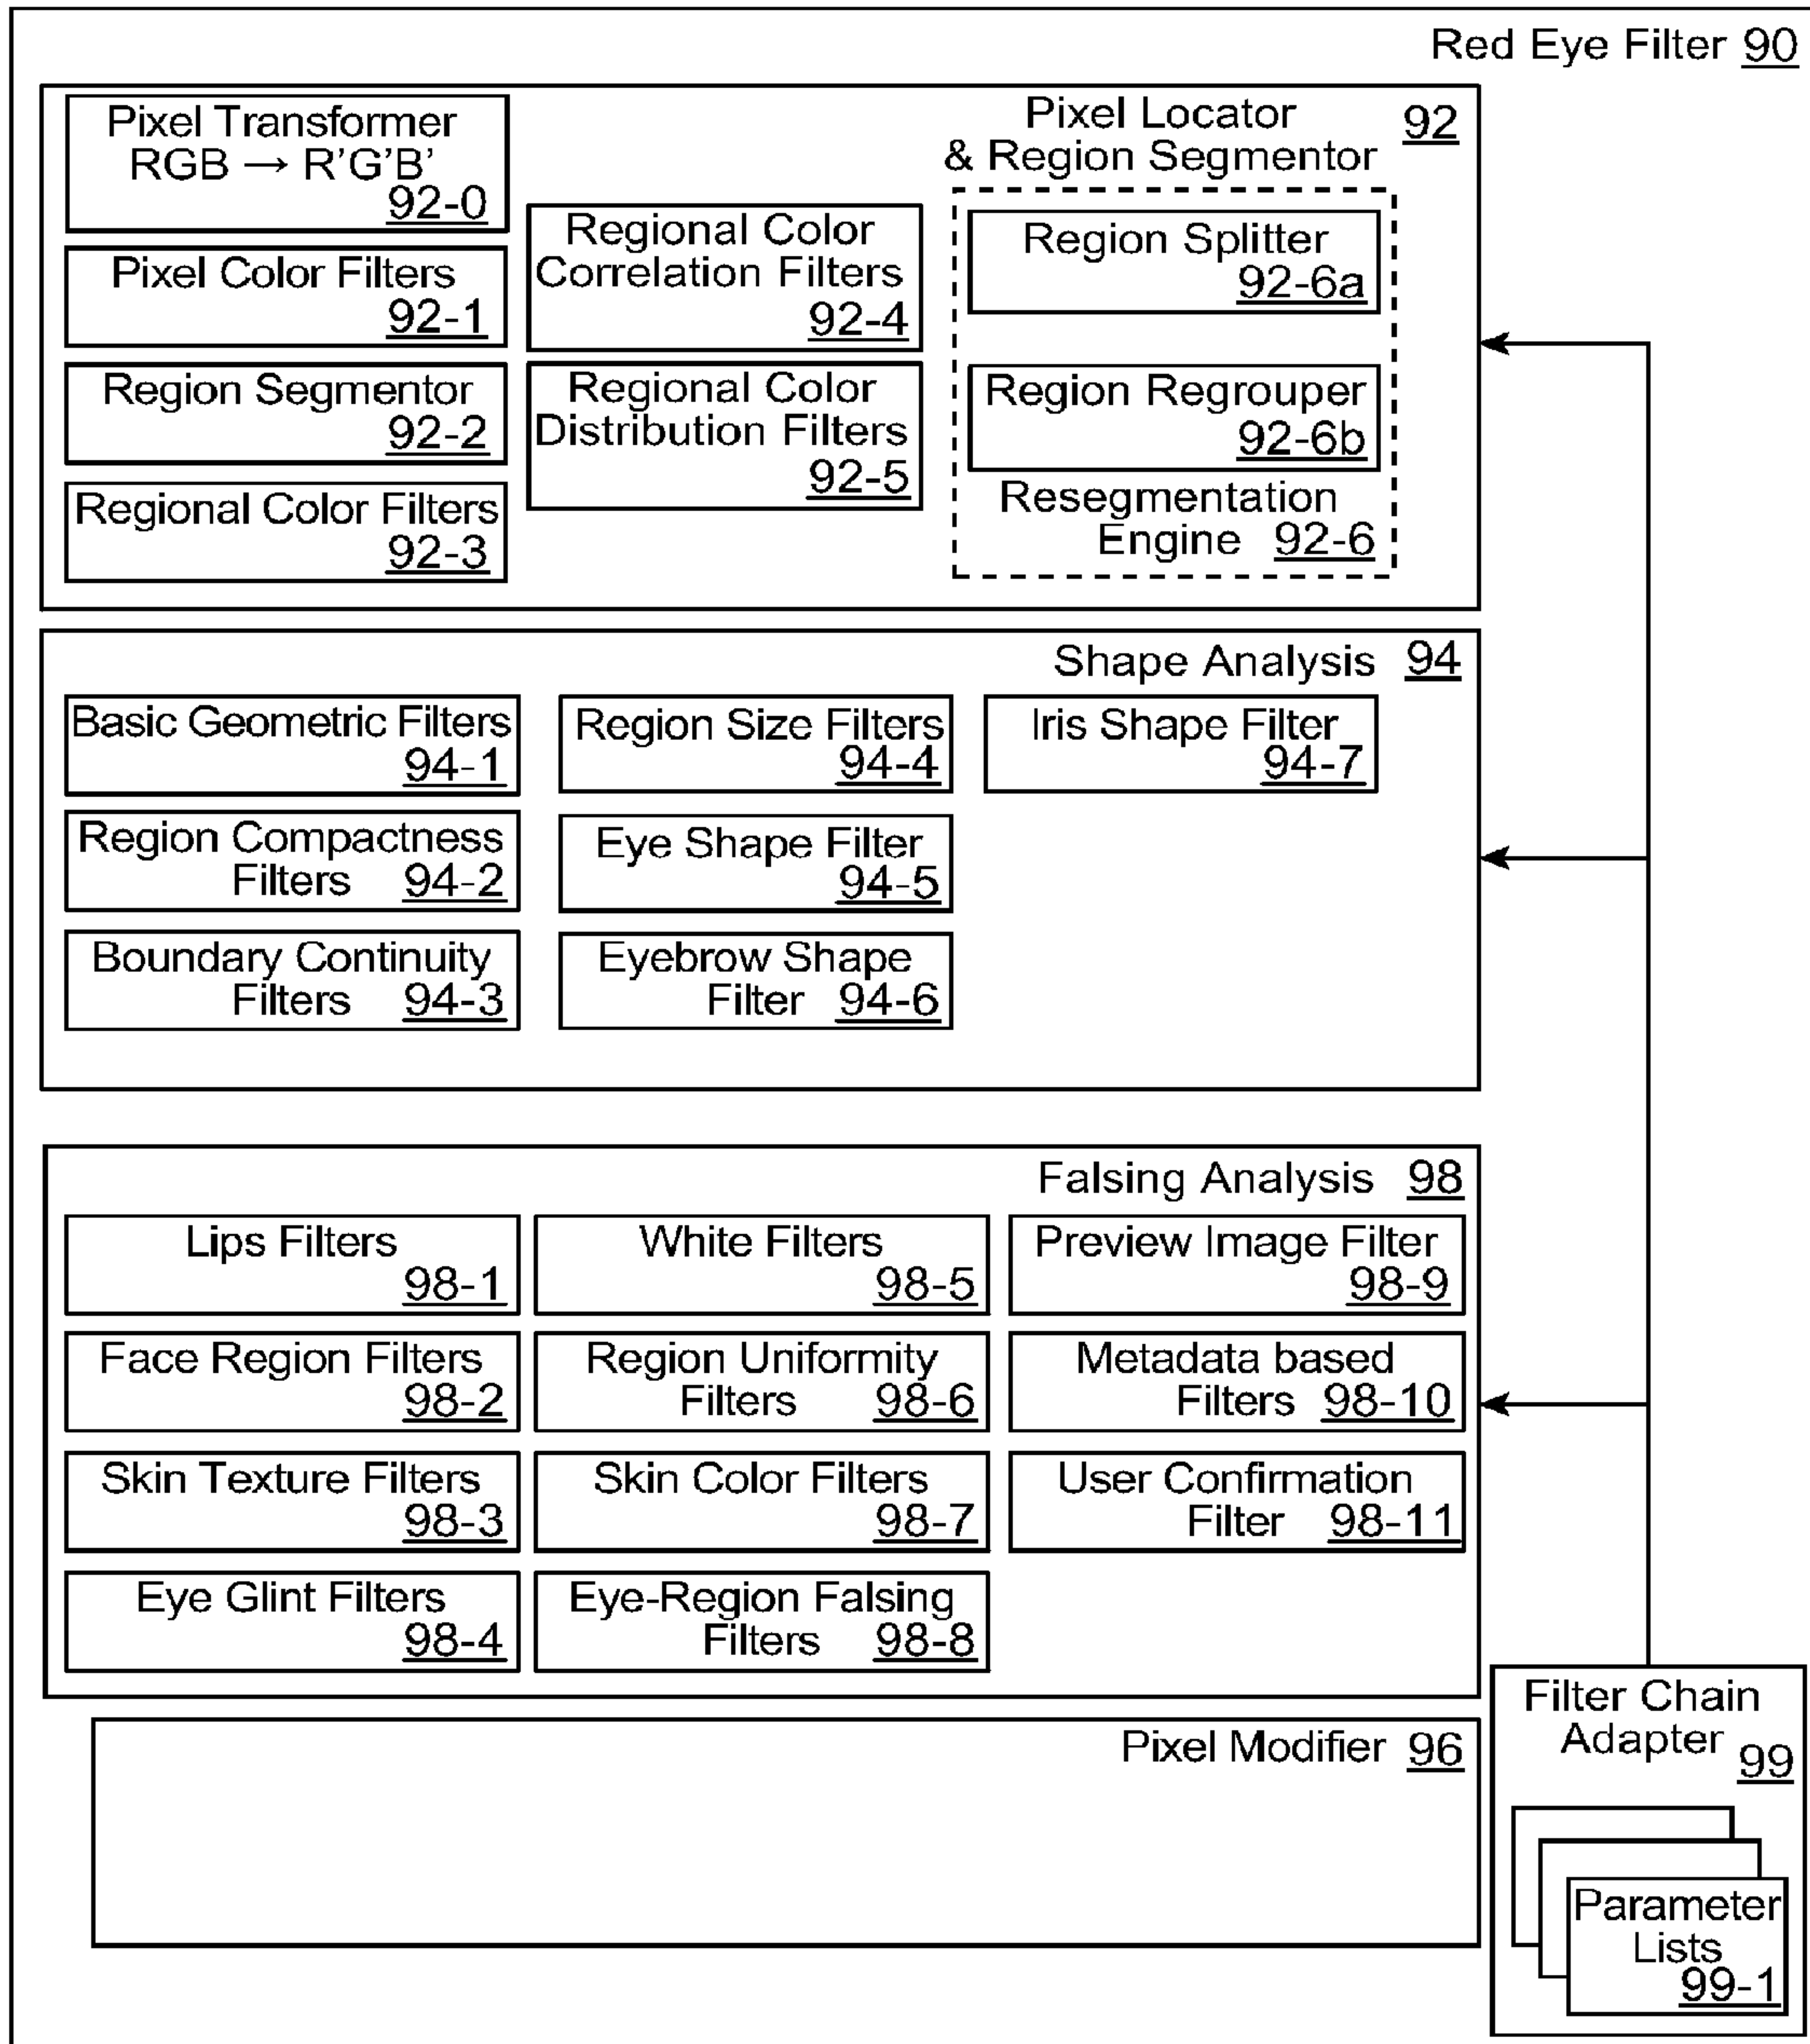 Red Eye Filter 90
Pixel Locator 92
& Region Segmentor
Pixel Transformer
RGB → R'G'B'
92-0
Pixel Color Filters
92-1
Region Segmentor
92-2
Regional Color Filters
92-3
Regional Color
Correlation Filters
92-4
Regional Color
Distribution Filters
92-5
Region Splitter
92-6a
Region Regrouper
92-6b
Resegmentation
Engine 92-6
Shape Analysis 94
Basic Geometric Filters
94-1
Region Compactness
Filters 94-2
Boundary Continuity
Filters 94-3
Region Size Filters
94-4
Eye Shape Filter
94-5
Eyebrow Shape
Filter 94-6
Iris Shape Filter
94-7
Falsing Analysis 98
Lips Filters
98-1
Face Region Filters
98-2
Skin Texture Filters
98-3
Eye Glint Filters
98-4
White Filters
98-5
Region Uniformity
Filters 98-6
Skin Color Filters
98-7
Eye-Region Falsing
Filters 98-8
Preview Image Filter
98-9
Metadata based
Filters 98-10
User Confirmation
Filter 98-11
Pixel Modifier 96
Filter Chain
Adapter 99
Parameter
Lists
99-1